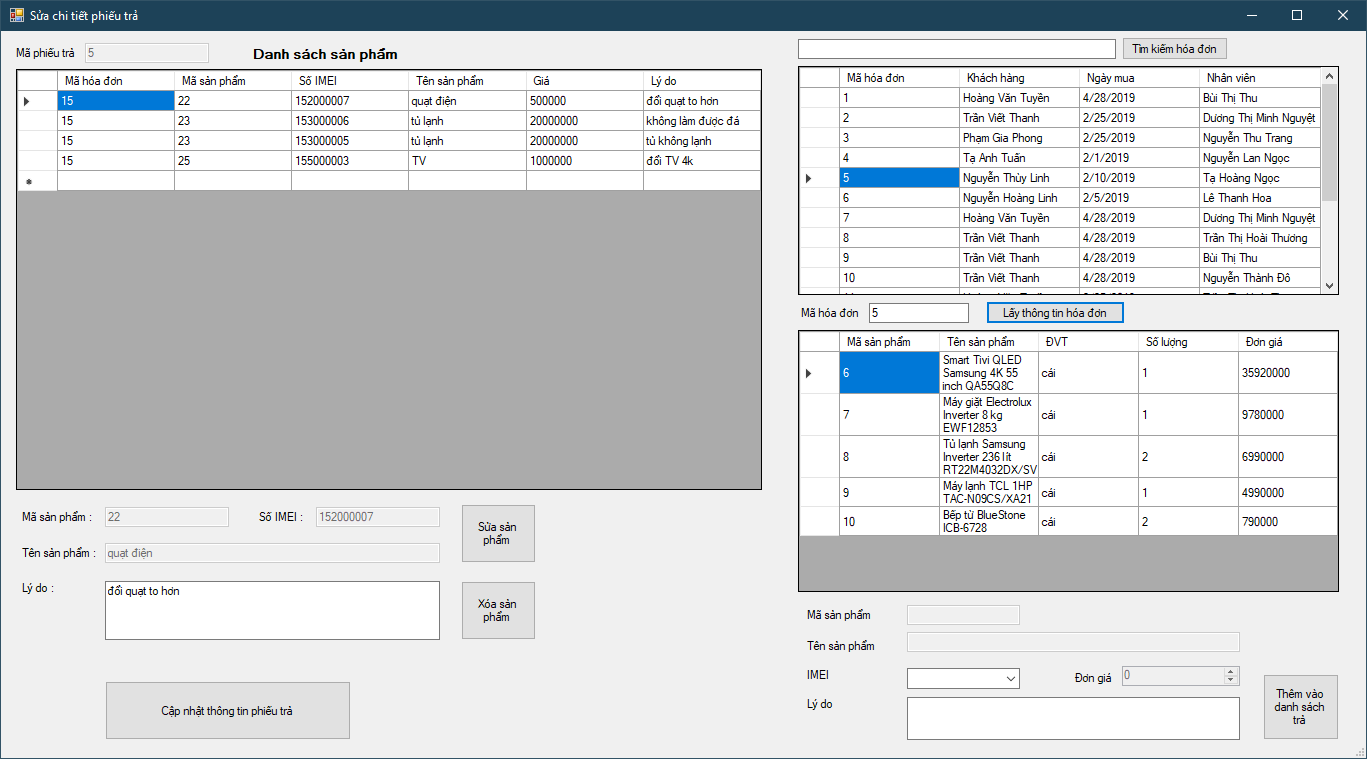 Sửa chi tiết phiếu trả
Mã phiếu trả 5 Danh sách sản phẩm
Mã hóa đơn Mã sản phẩm Số IMEI Tên sản phẩm Giá Lý do
15 22 152000007 quạt điện 500000 đổi quạt to hơn
15 23 153000006 tủ lạnh 20000000 không làm được đá
15 23 153000005 tủ lạnh 20000000 tủ không lạnh
15 25 155000003 TV 1000000 đổi TV 4k
Mã sản phẩm : 22 Số IMEI : 152000007
Sửa sản
phẩm
Tên sản phẩm : quạt điện
Lý do : đổi quạt to hơn
Xóa sản
phẩm
Cập nhật thông tin phiếu trả
Tìm kiếm hóa đơn
Mã hóa đơn Khách hàng Ngày mua Nhân viên
1 Hoàng Văn Tuyền 4/28/2019 Bùi Thị Thu
2 Trần Viết Thanh 2/25/2019 Dương Thị Minh Nguyệt
3 Phạm Gia Phong 2/25/2019 Nguyễn Thu Trang
4 Tạ Anh Tuấn 2/1/2019 Nguyễn Lan Ngọc
5 Nguyễn Thùy Linh 2/10/2019 Tạ Hoàng Ngọc
6 Nguyễn Hoàng Linh 2/5/2019 Lê Thanh Hoa
7 Hoàng Văn Tuyền 4/28/2019 Dương Thị Minh Nguyệt
8 Trần Viết Thanh 4/28/2019 Trần Thị Hoài Thương
9 Trần Viết Thanh 4/28/2019 Bùi Thị Thu
10 Trần Viết Thanh 4/28/2019 Nguyễn Thành Đô
Mã hóa đơn 5 Lấy thông tin hóa đơn
Mã sản phẩm Tên sản phẩm ĐVT Số lượng Đơn giá
6 Smart Tivi QLED
Samsung 4K 55
inch QA55Q8C cái 1 35920000
7 Máy giặt Electrolux
Inverter 8 kg
EWF12853 cái 1 9780000
8 Tủ lạnh Samsung
Inverter 236 lít
RT22M4032DX/SV cái 2 6990000
9 Máy lạnh TCL 1HP
TAC-N09CS/XA21 cái 1 4990000
10 Bếp từ BlueStone
ICB-6728 cái 2 790000
Mã sản phẩm
Tên sản phẩm
IMEI Đơn giá 0
Lý do
Thêm vào
danh sách
trả